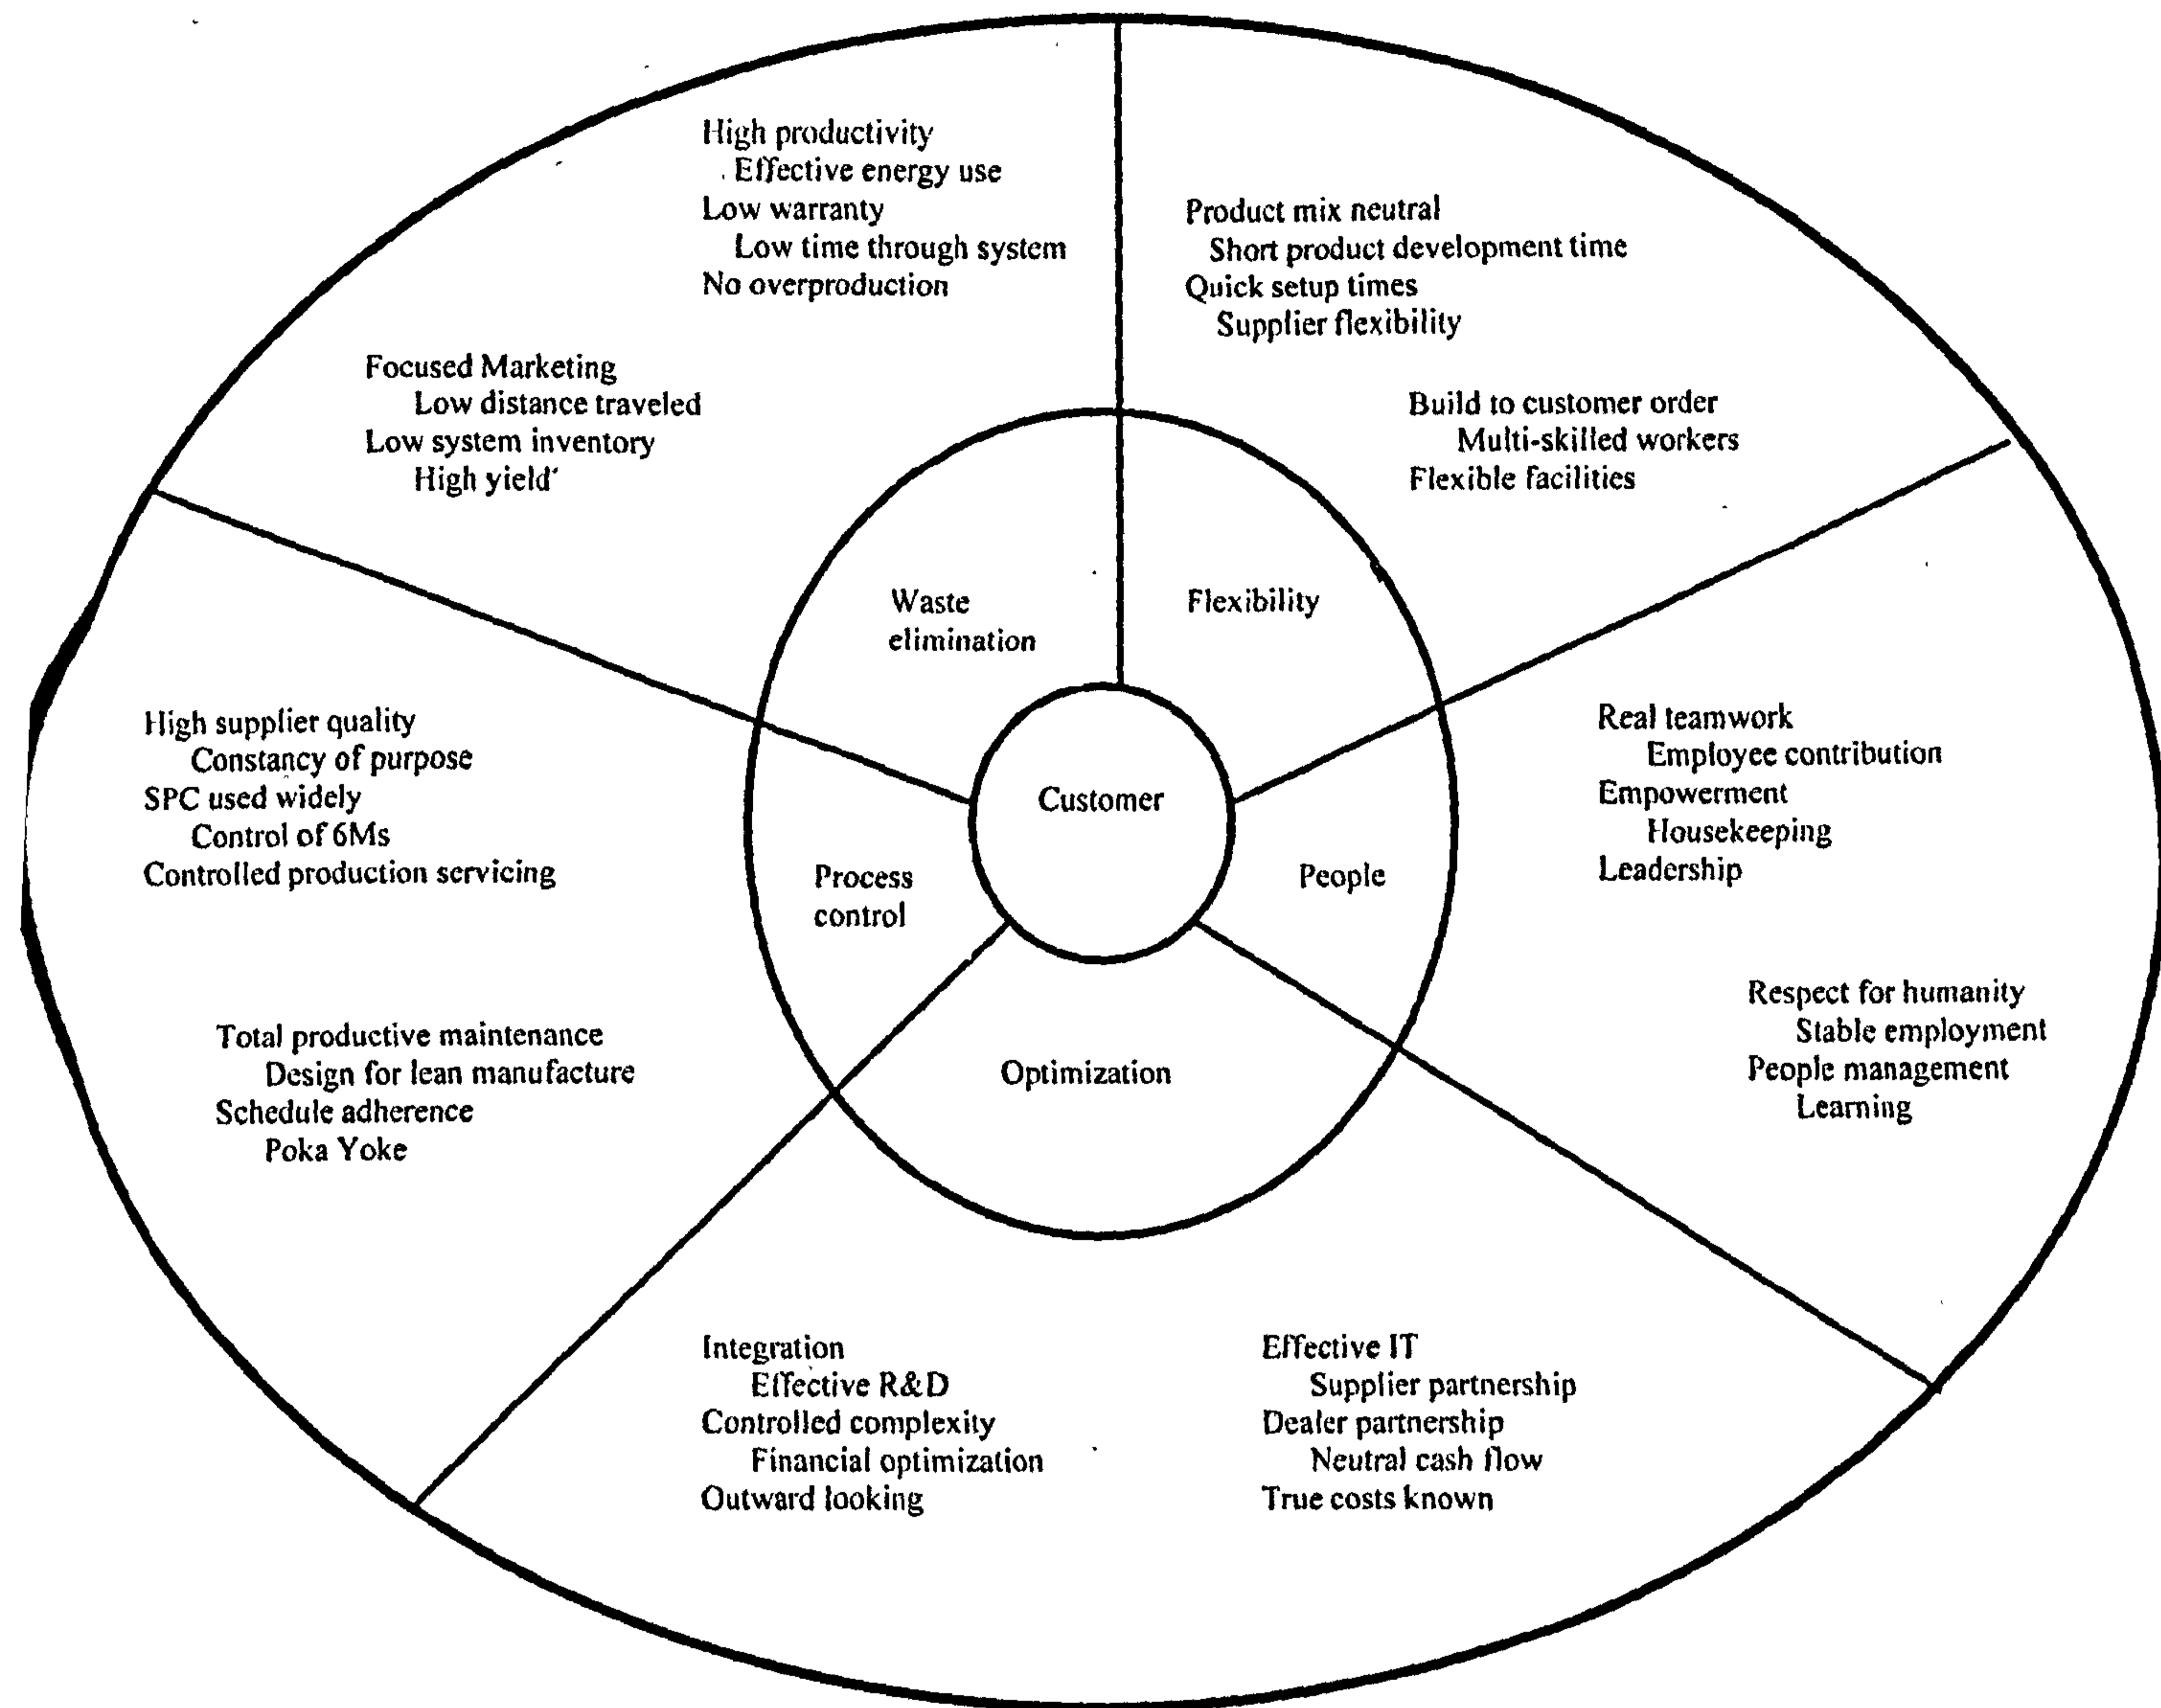 High productivity
Effective energy use
Low warranty
Low time through system
No overproduction
Focused Marketing
Low distance traveled
Low system inventory
High yield
Product mix neutral
Short product development time
Quick setup times
Supplier flexibility
Build to customer order
Multi-skilled workers
Flexible facilities
Waste
elimination
Flexibility
Customer
Process
control
People
Optimization
High supplier quality
Constancy of purpose
SPC used widely
Control of 6Ms
Controlled production servicing
Total productive maintenance
Design for lean manufacture
Schedule adherence
Poka Yoke
Real teamwork
Employee contribution
Empowerment
Housekeeping
Leadership
Respect for humanity
Stable employment
People management
Learning
Integration
Effective R&D
Controlled complexity
Financial optimization
Outward looking
Effective IT
Supplier partnership
Dealer partnership
Neutral cash flow
True costs known